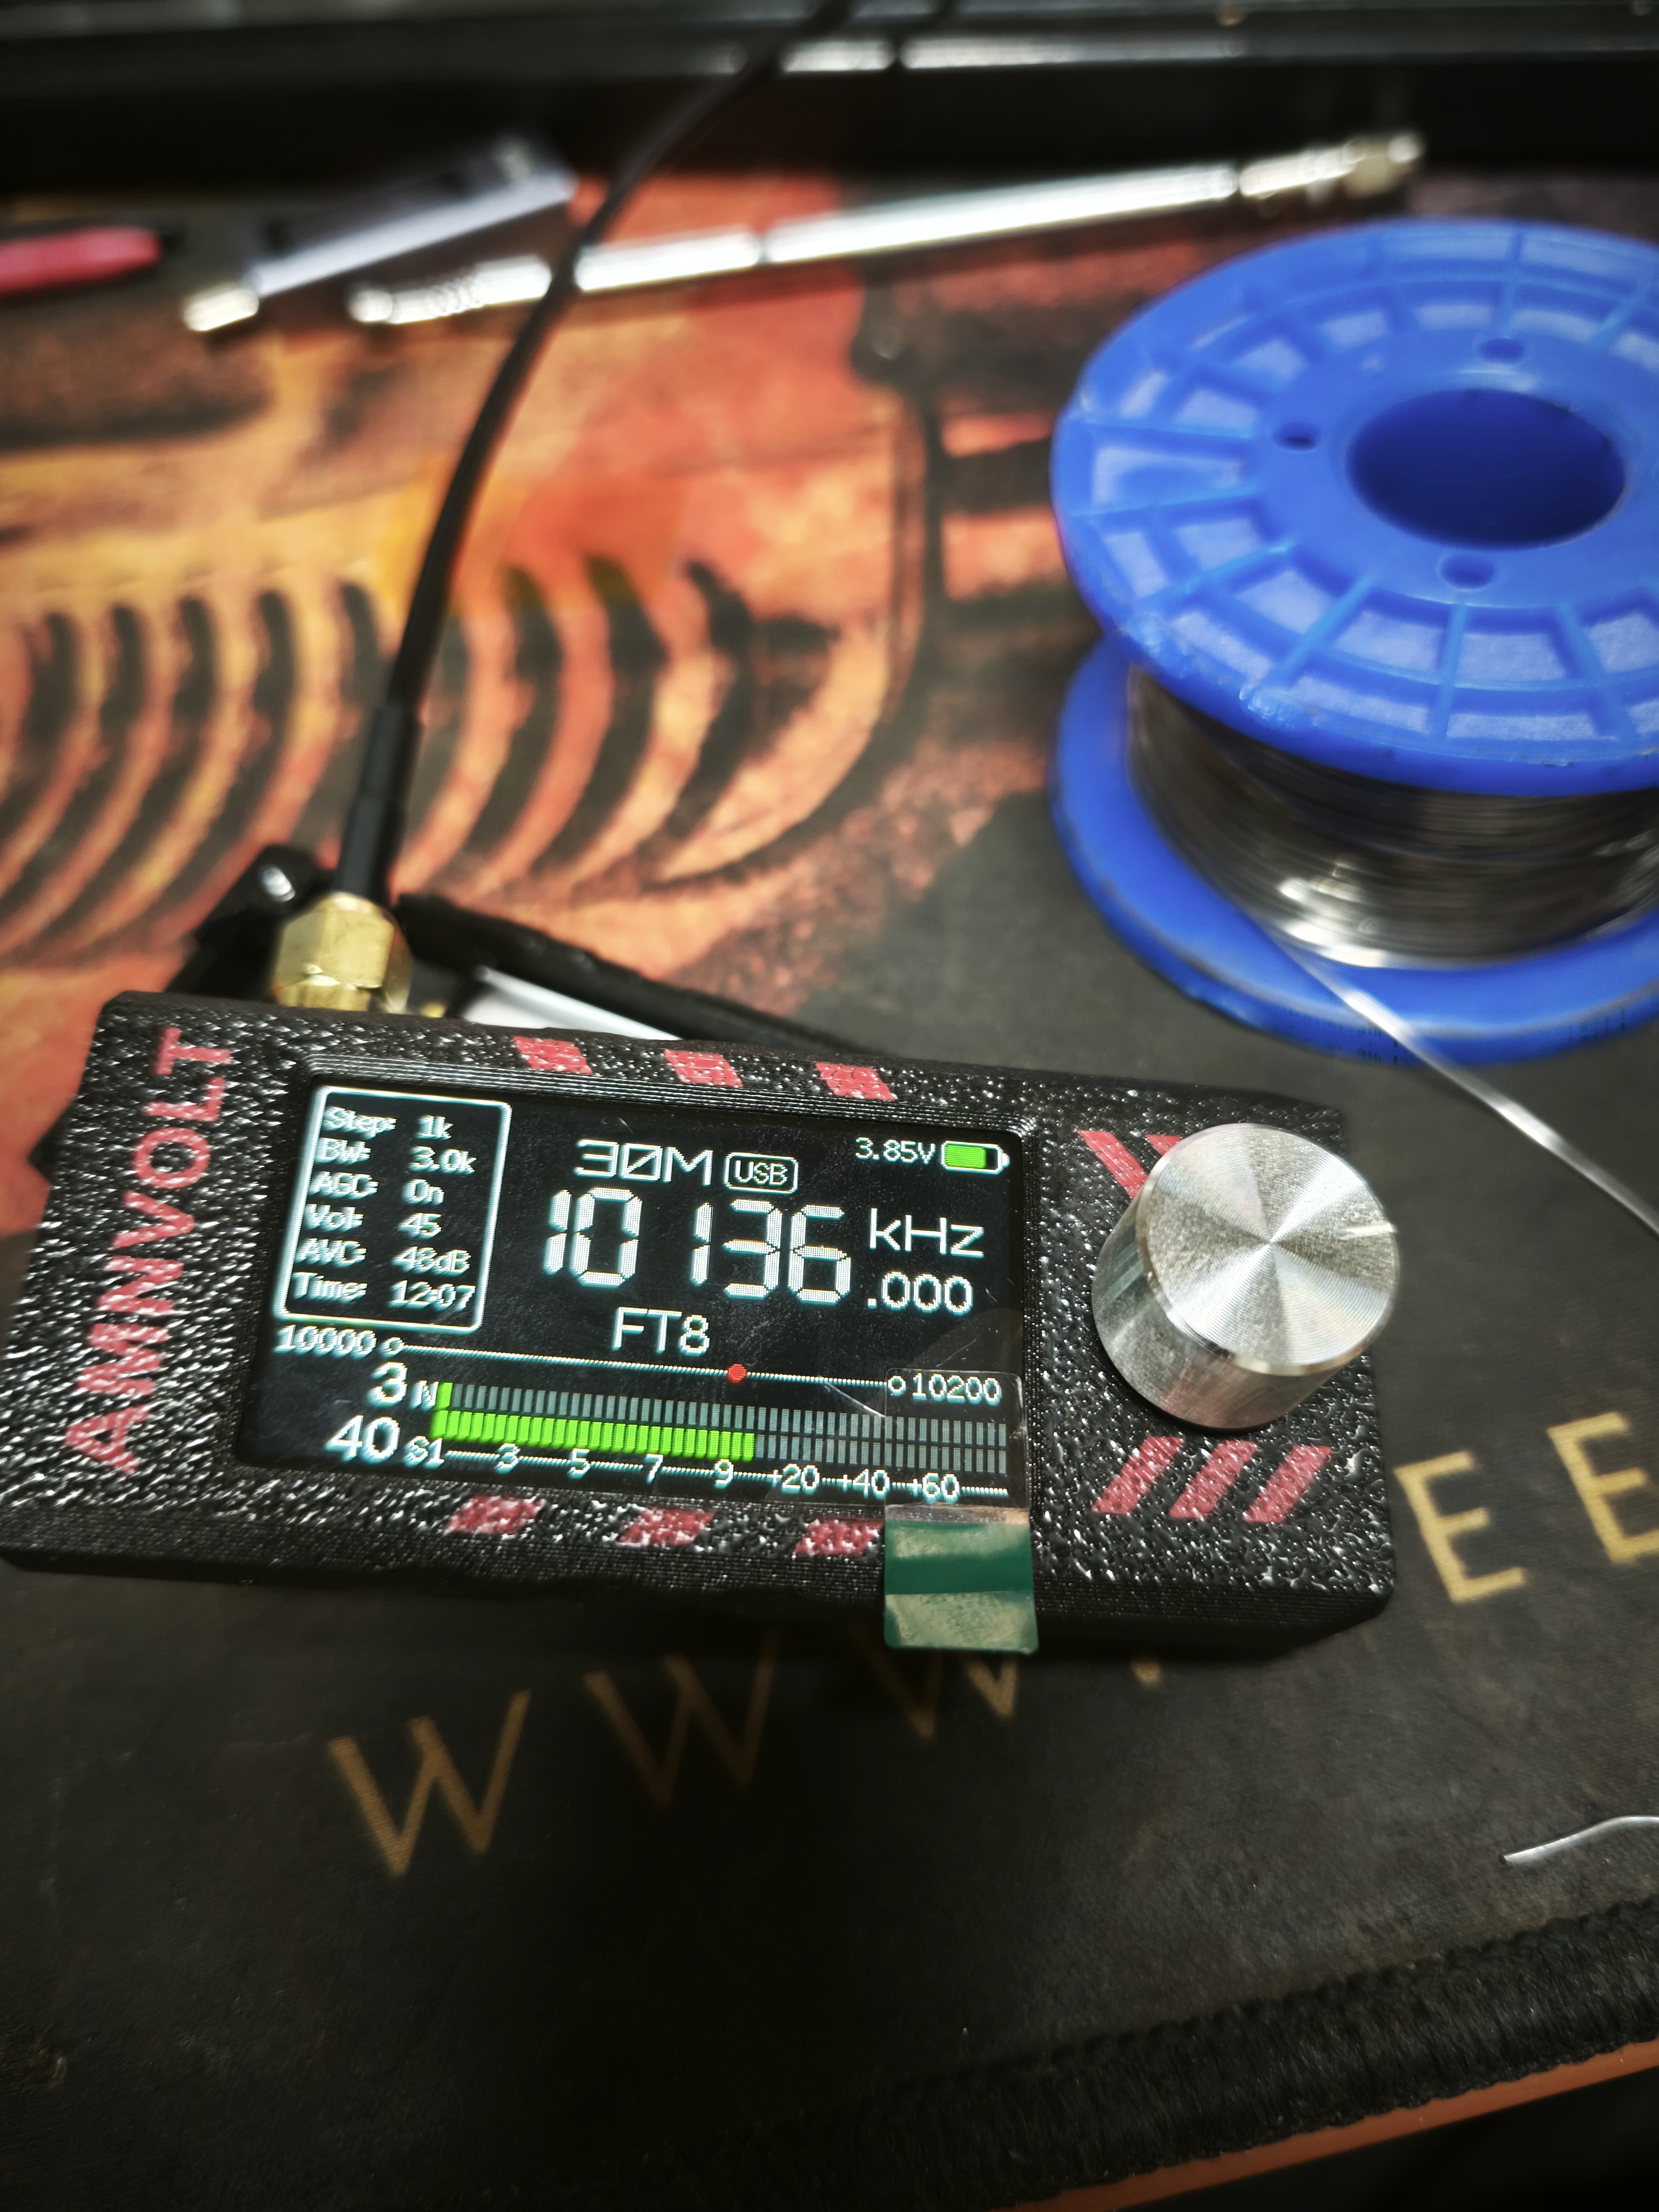 AMNVOLT
Step: 1k
BW: 3.0k
AGC: On
Vol: 45
AVC: 48dB
Time: 12:07
30M USB
3.85V
10136 kHz
.000
FT8
10000 10200
3 N
40 S1 3 5 7 9 +20 +40 +60
EE
WWW